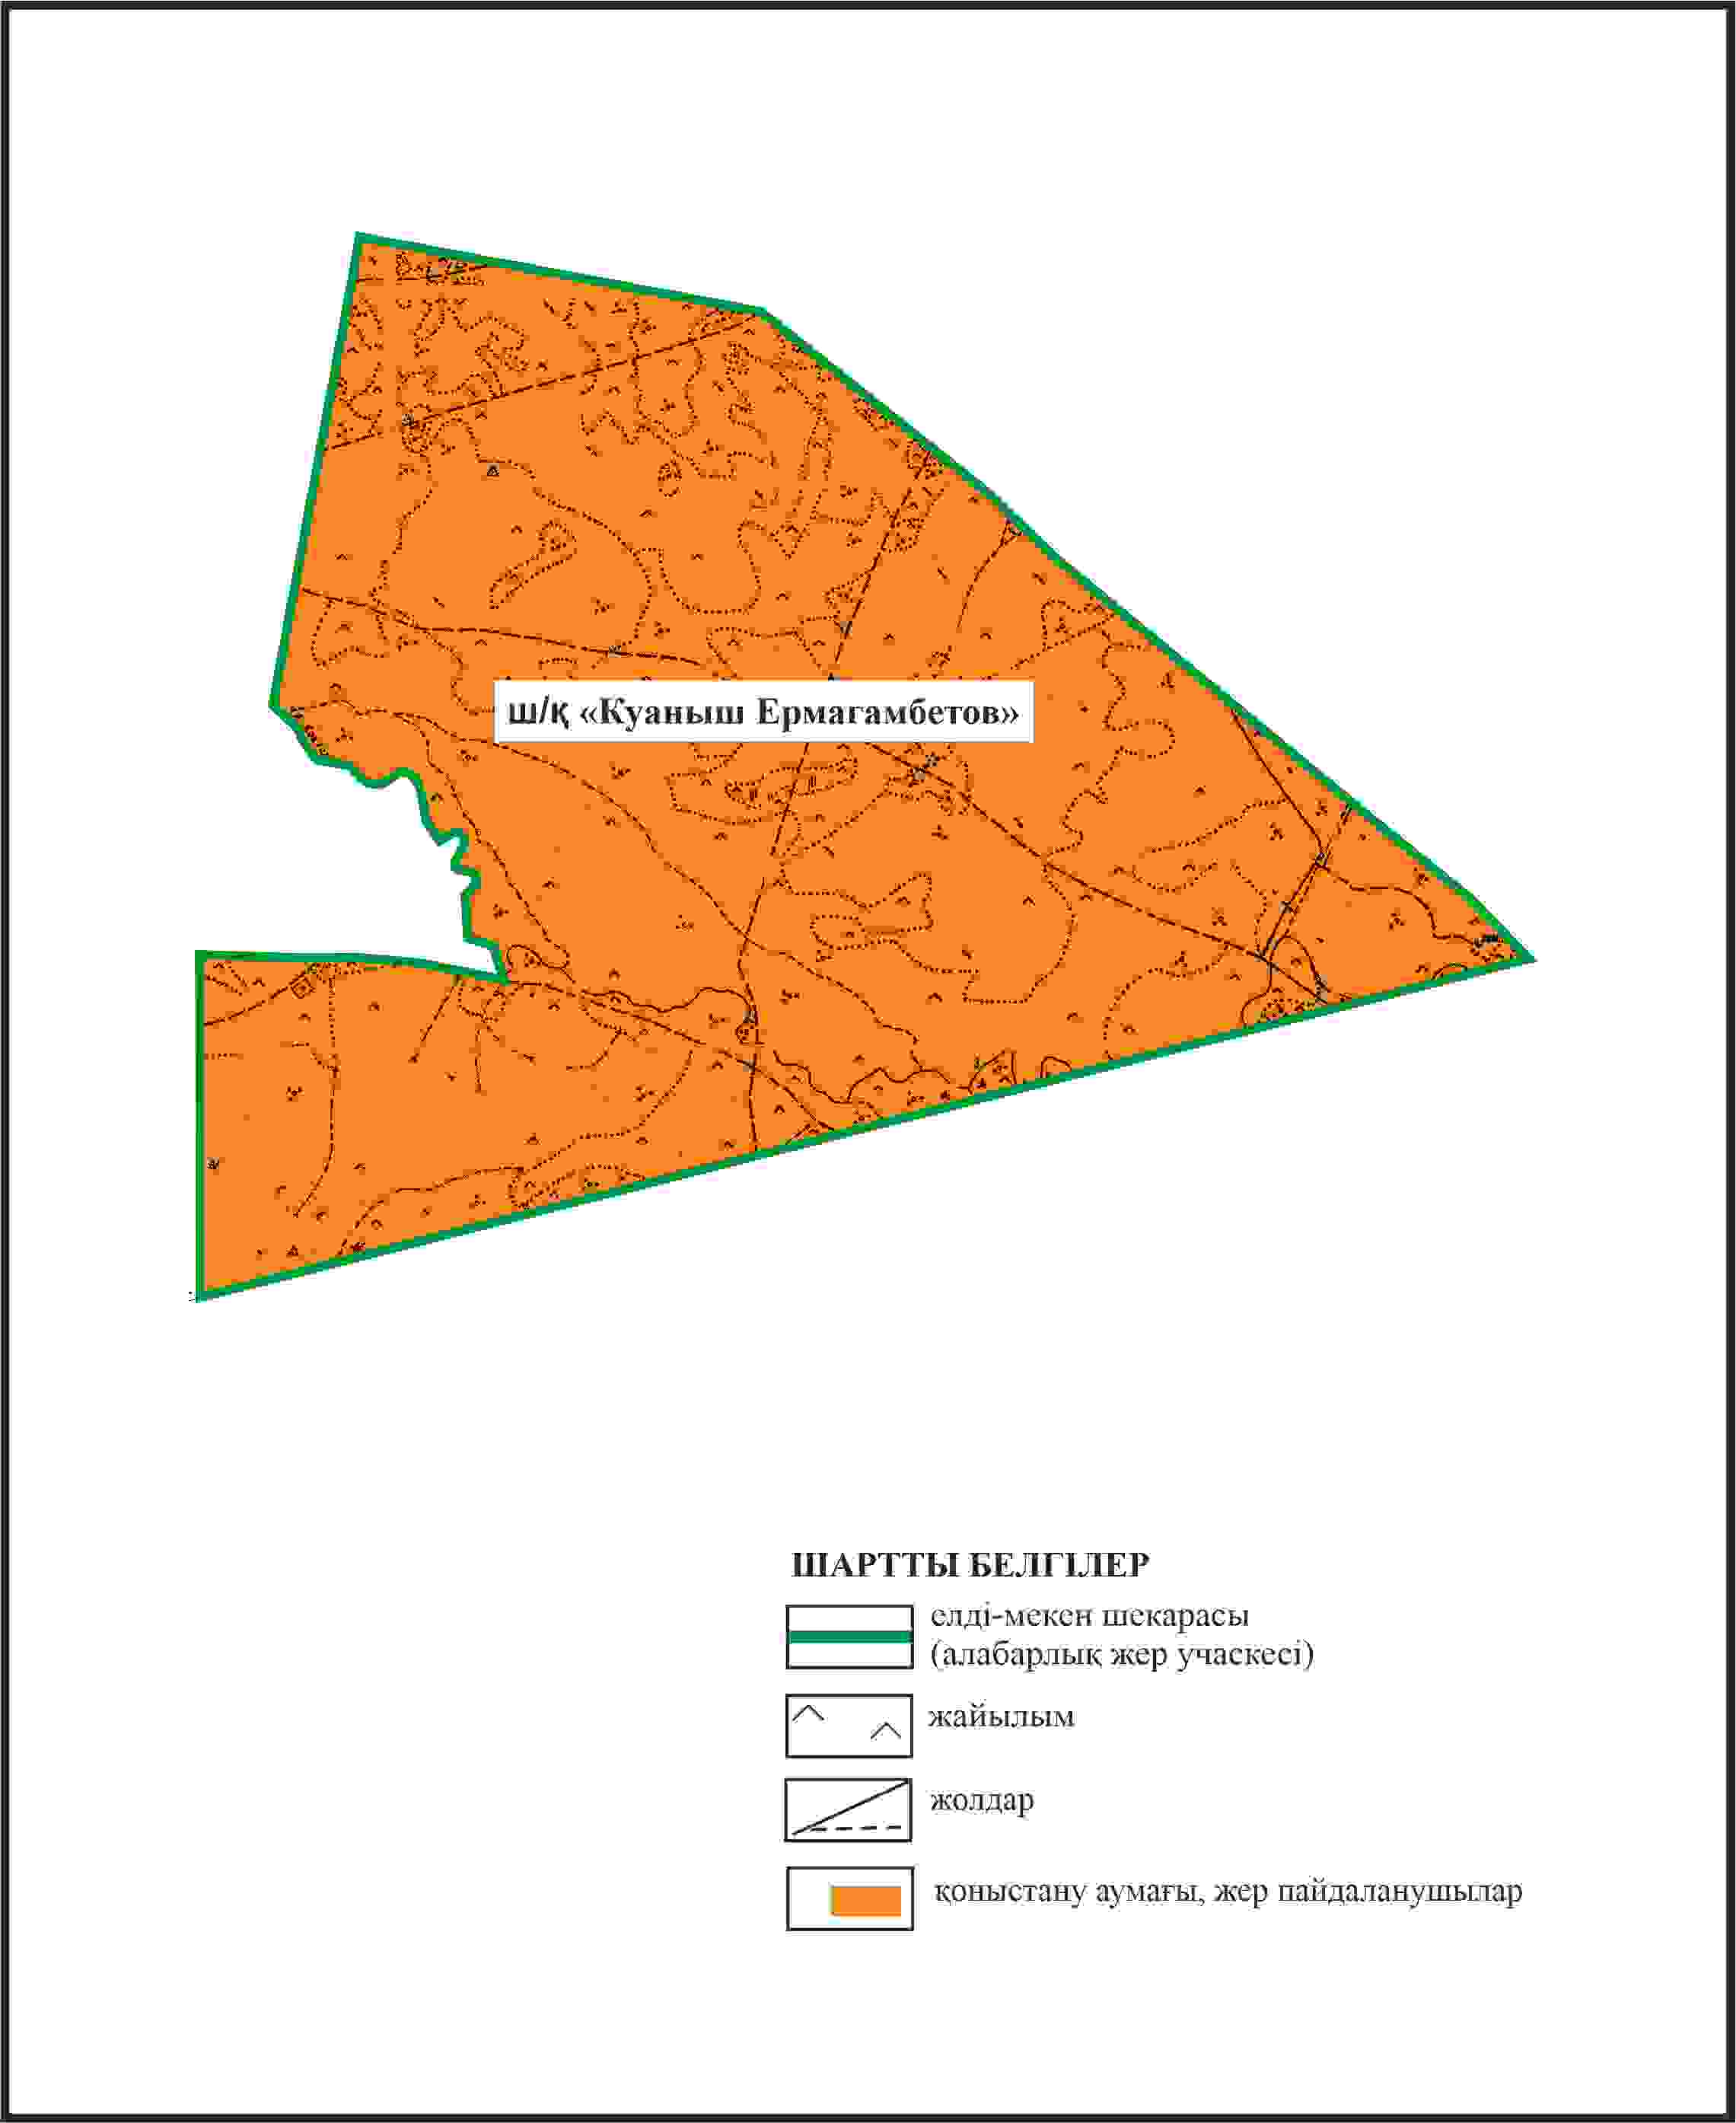 ш/қ «Куаныш Ермагамбетов»
ШАРТТЫ БЕЛГІЛЕР
елді-мекен шекарасы
(алабарлық жер учаскесі)
жайылым
жолдар
қоныстану аумағы, жер пайдаланушылар